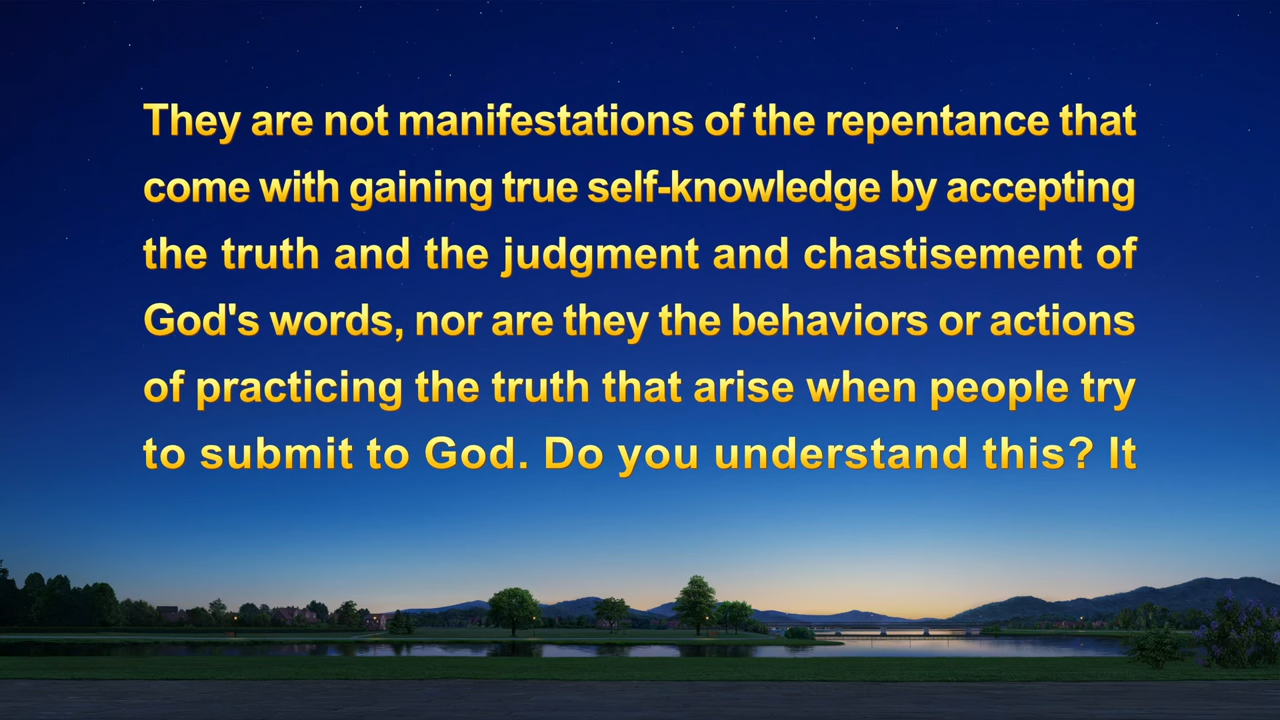 They are not manifestations of the repentance that
come with gaining true self-knowledge by accepting
the truth and the judgment and chastisement of
God's words, nor are they the behaviors or actions
of practicing the truth that arise when people try
to submit to God. Do you understand this? It